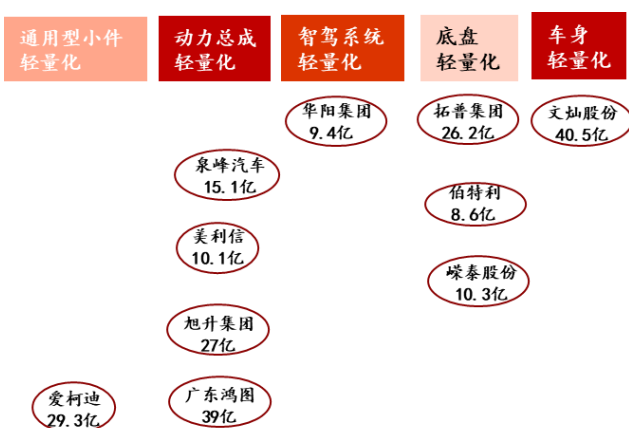 通用型小件
轻量化
动力总成
轻量化
智驾系统
轻量化
底盘
轻量化
车身
轻量化
华阳集团
9.4亿
拓普集团
26.2亿
文灿股份
40.5亿
泉峰汽车
15.1亿
伯特利
8.6亿
美利信
10.1亿
嵘泰股份
10.3亿
旭升集团
27亿
爱柯迪
29.3亿
广东鸿图
39亿